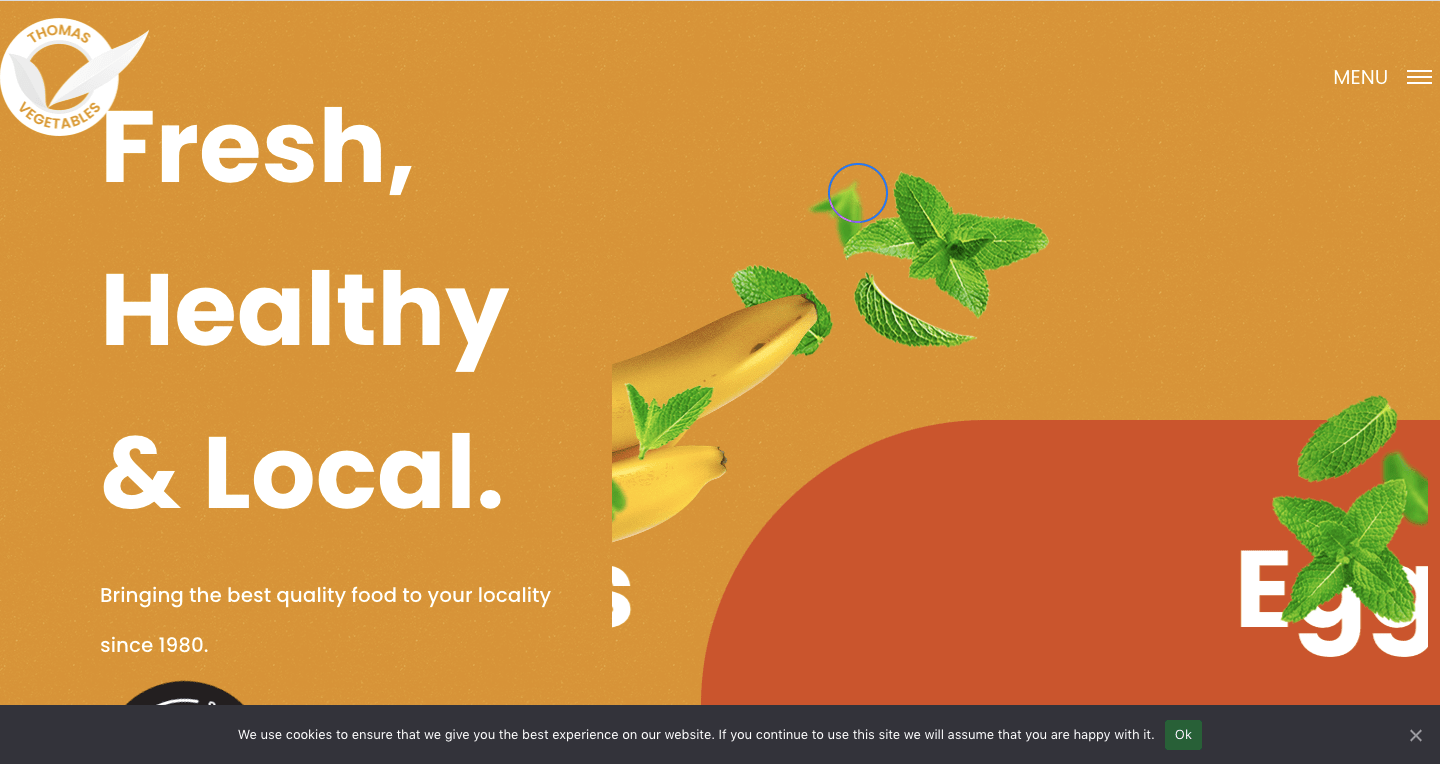 THOMAS
VEGETABLES
MENU
Fresh,
Healthy
& Local.
Bringing the best quality food to your locality
since 1980.
s
Egg
We use cookies to ensure that we give you the best experience on our website. If you continue to use this site we will assume that you are happy with it.
Ok